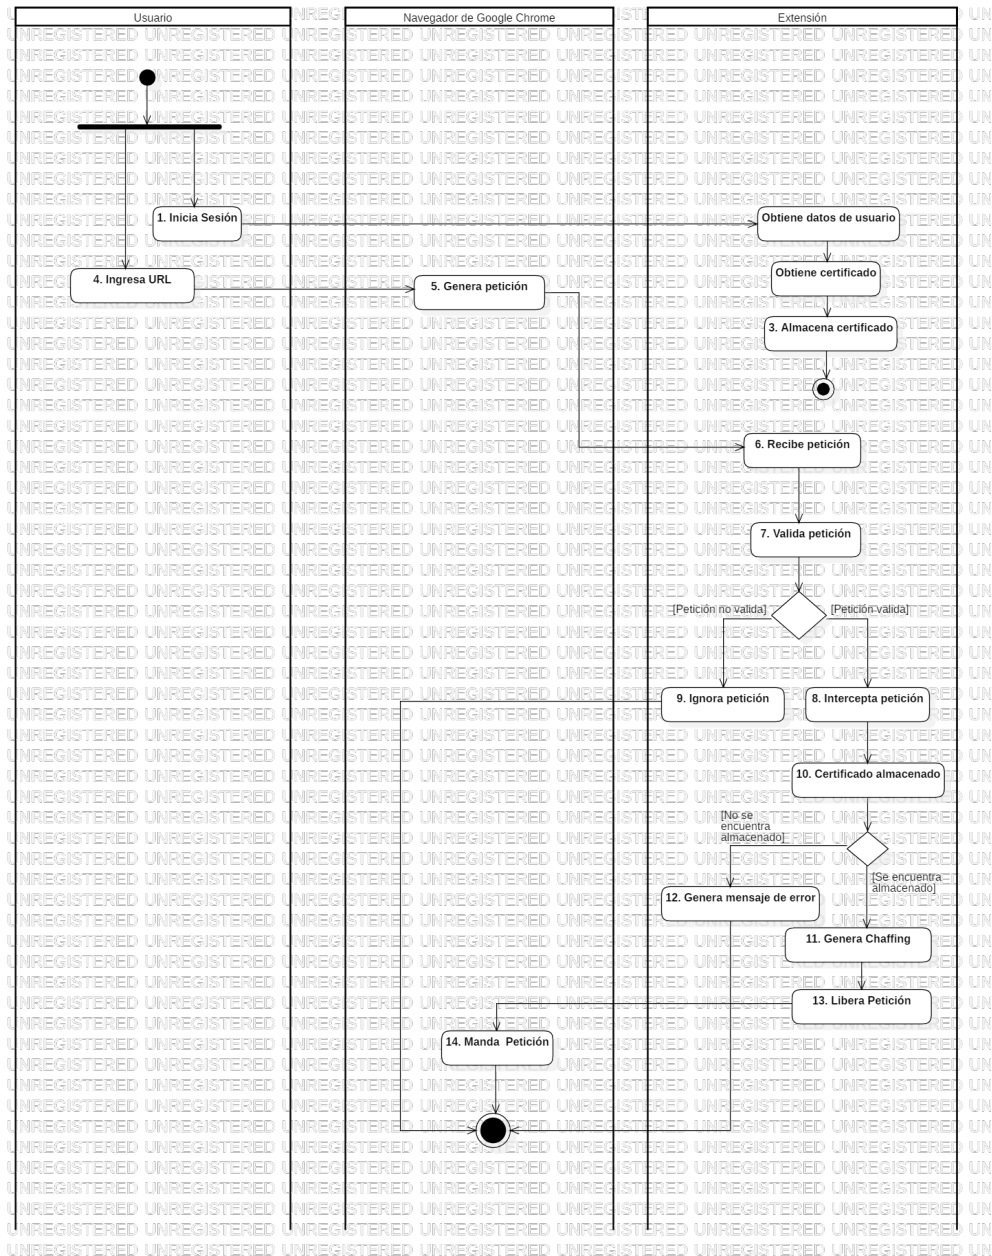 Usuario
Navegador de Google Chrome
Extensión
1. Inicia Sesión
Obtiene datos de usuario
4. Ingresa URL
5. Genera petición
Obtiene certificado
3. Almacena certificado
6. Recibe petición
7. Valida petición
[Petición no valida]
[Petición valida]
9. Ignora petición
8. Intercepta petición
10. Certificado almacenado
[No se
encuentra
almacenado]
[Se encuentra
almacenado]
12. Genera mensaje de error
11. Genera Chaffing
13. Libera Petición
14. Manda  Petición
UNREGISTERED